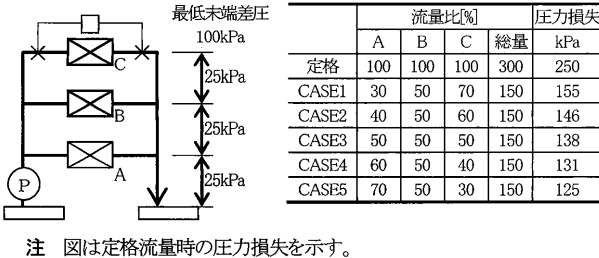 最低末端差圧
100kPa
C
25kPa
B
25kPa
A
25kPa
P
流量比[%] 圧力損失
A B C 総量 kPa
定格 100 100 100 300 250
CASE1 30 50 70 150 155
CASE2 40 50 60 150 146
CASE3 50 50 50 150 138
CASE4 60 50 40 150 131
CASE5 70 50 30 150 125
注 図は定格流量時の圧力損失を示す。